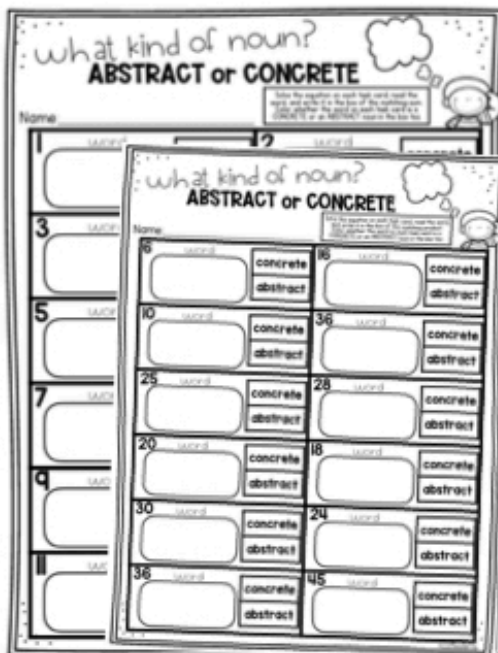 what kind of noun?
ABSTRACT or CONCRETE
Name
1 word
2 word concrete
3
5
7
9
11
what kind of noun?
ABSTRACT or CONCRETE
Name:
6 word concrete abstract
16 word concrete abstract
10 word concrete abstract
36 word concrete abstract
25 word concrete abstract
28 word concrete abstract
20 word concrete abstract
18 word concrete abstract
30 word concrete abstract
24 word concrete abstract
36 word concrete abstract
45 word concrete abstract